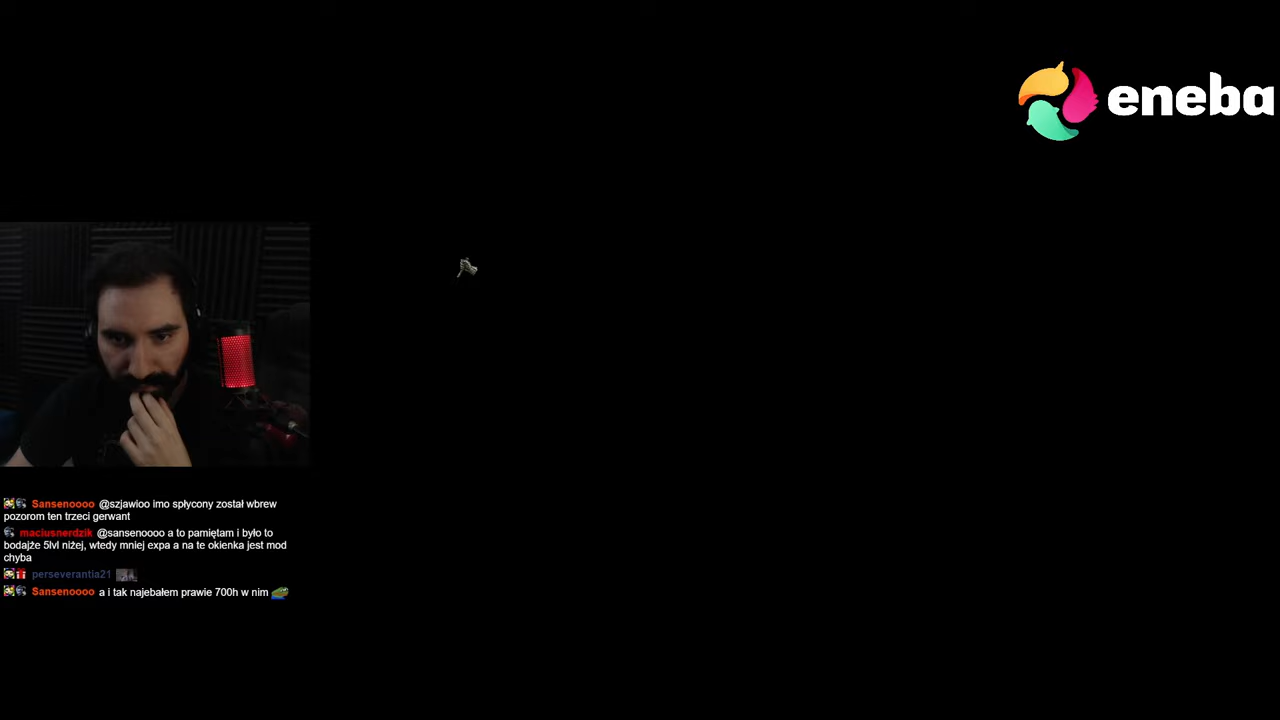 eneba
Sansenoooo @szjawioo imo spłycony został wbrew
pozorom ten trzeci gerwant
maciusnerdzik @sansenoooo a to pamiętam i było to
bodajże 5lvl niżej, wtedy mniej expa a na te okienka jest mod
chyba
perseverantia21
Sansenoooo a i tak najebałem prawie 700h w nim